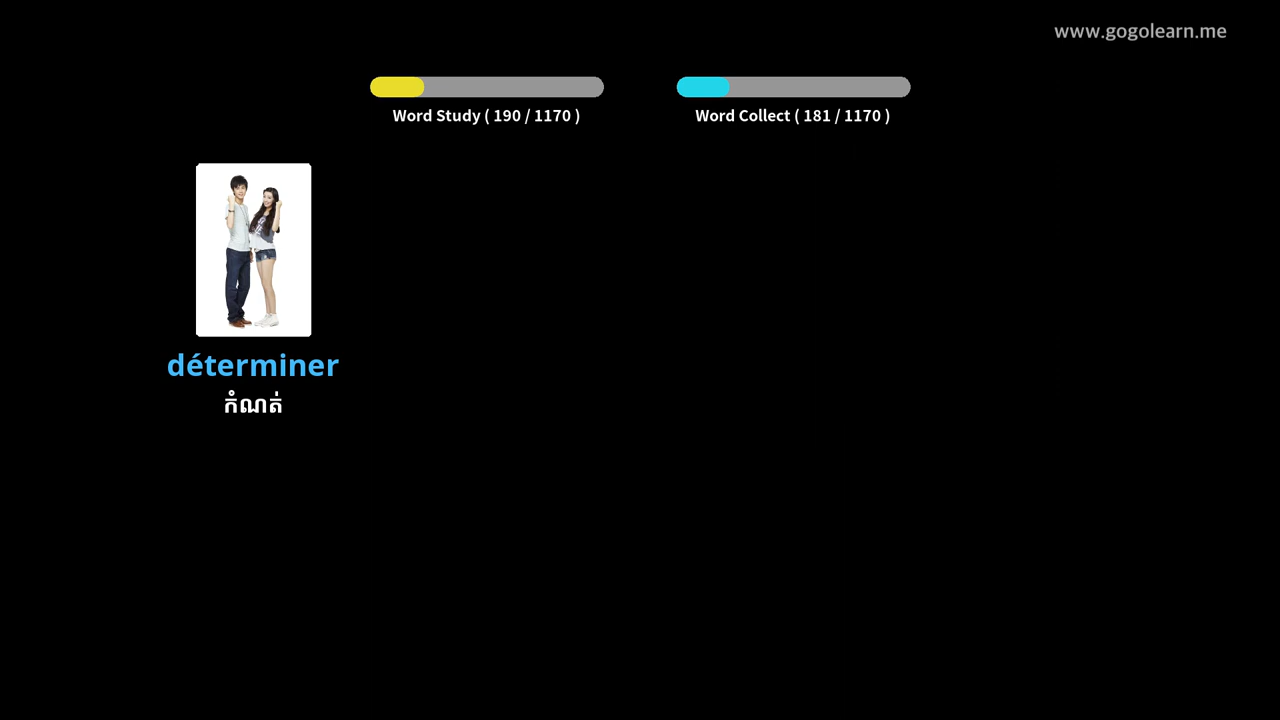 www.gogolearn.me
Word Study ( 190 / 1170 )
Word Collect ( 181 / 1170 )
déterminer
កំណត់